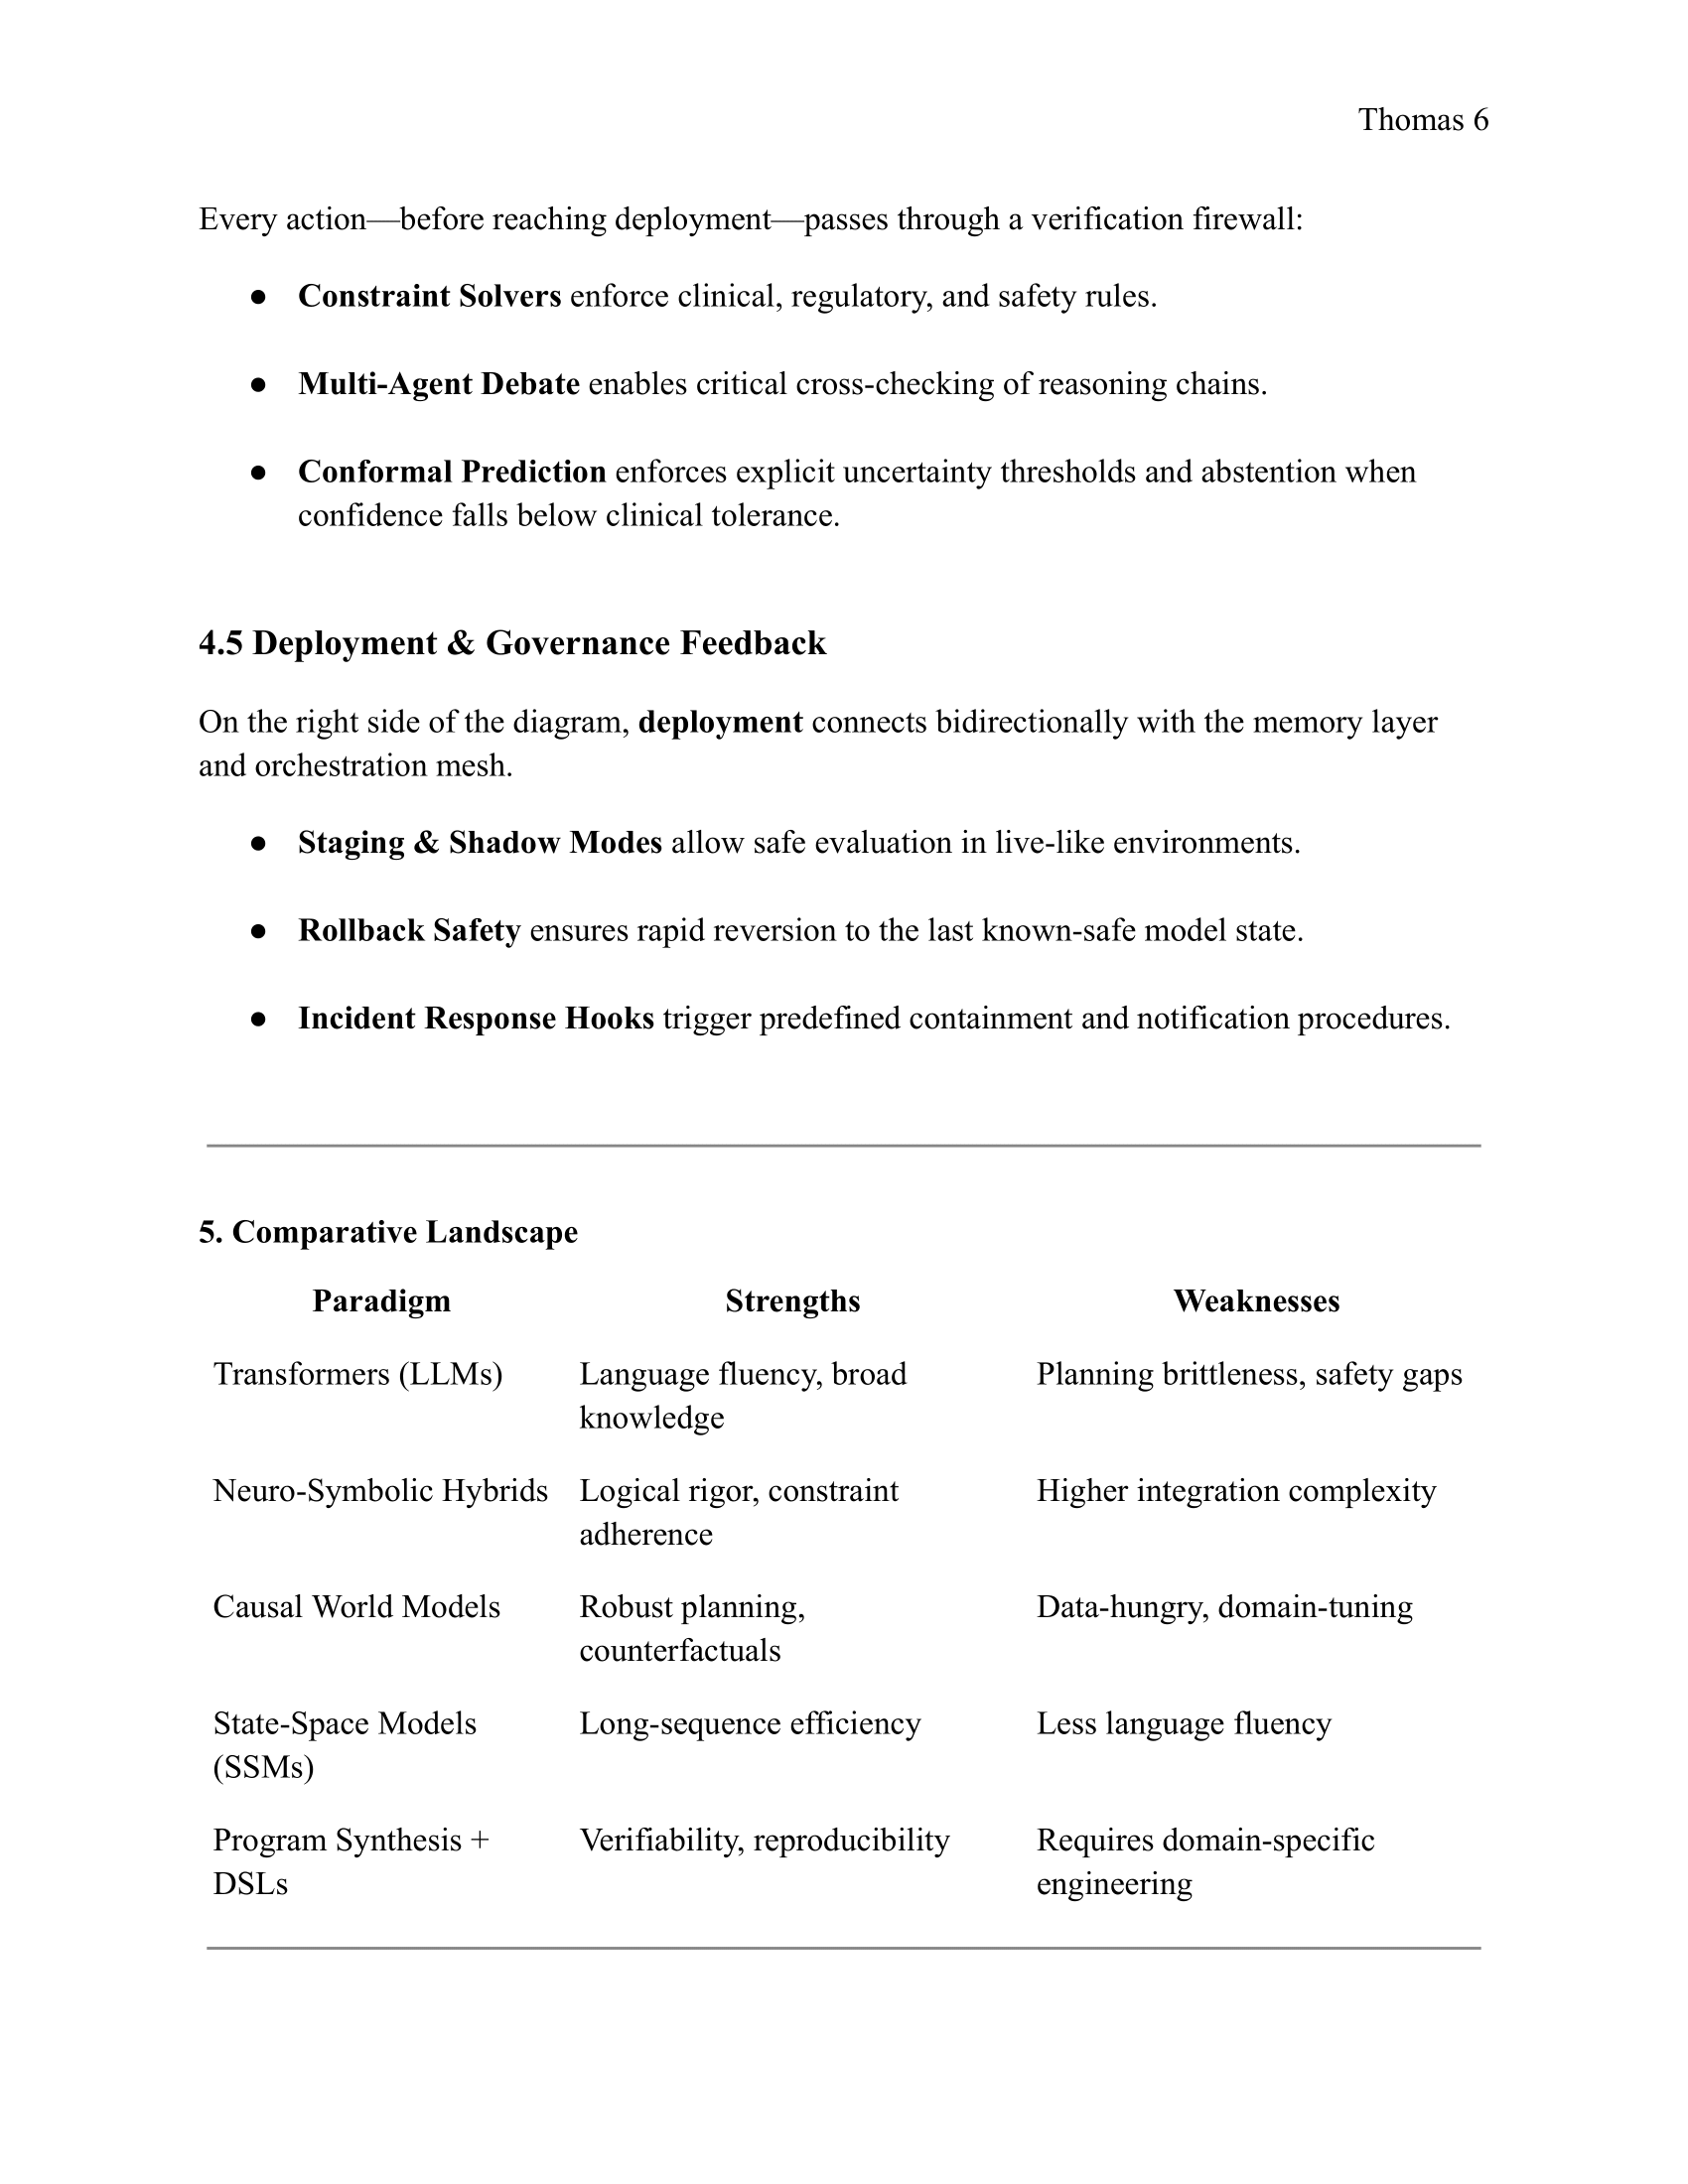 Thomas 6
Every action—before reaching deployment—passes through a verification firewall:
● Constraint Solvers enforce clinical, regulatory, and safety rules.
● Multi-Agent Debate enables critical cross-checking of reasoning chains.
● Conformal Prediction enforces explicit uncertainty thresholds and abstention when
confidence falls below clinical tolerance.
4.5 Deployment & Governance Feedback
On the right side of the diagram, deployment connects bidirectionally with the memory layer
and orchestration mesh.
● Staging & Shadow Modes allow safe evaluation in live-like environments.
● Rollback Safety ensures rapid reversion to the last known-safe model state.
● Incident Response Hooks trigger predefined containment and notification procedures.
5. Comparative Landscape
Paradigm Strengths Weaknesses
Transformers (LLMs) Language fluency, broad Planning brittleness, safety gaps
knowledge
Neuro-Symbolic Hybrids Logical rigor, constraint Higher integration complexity
adherence
Causal World Models Robust planning, Data-hungry, domain-tuning
counterfactuals
State-Space Models Long-sequence efficiency Less language fluency
(SSMs)
Program Synthesis + Verifiability, reproducibility Requires domain-specific
DSLs engineering